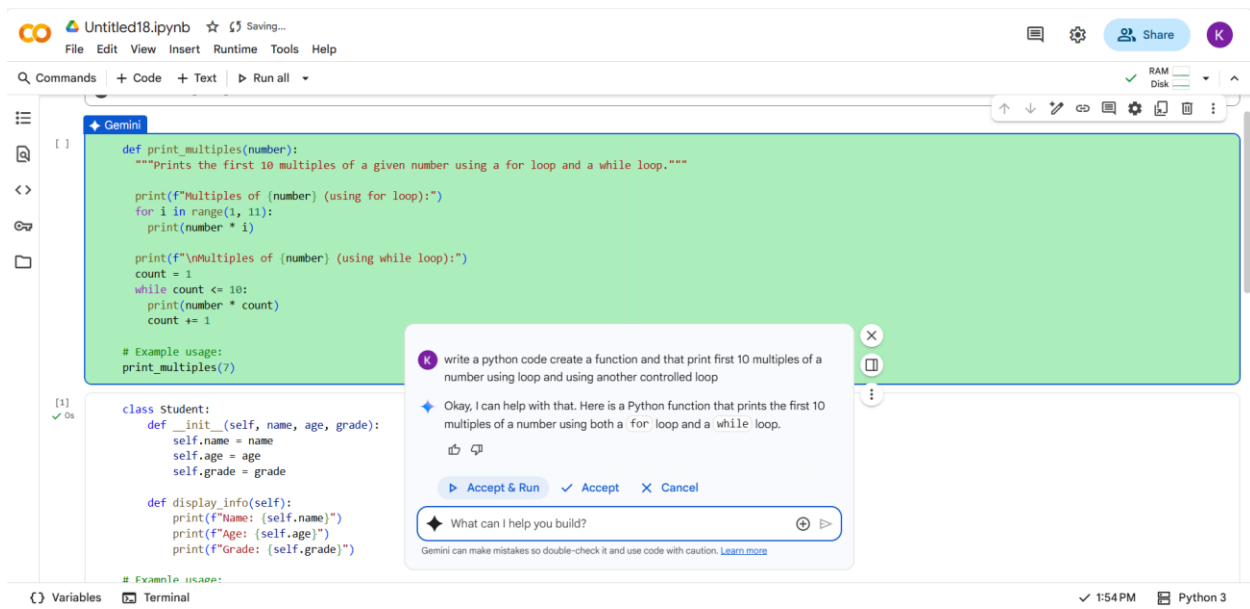 Untitled18.ipynb
Saving...
File Edit View Insert Runtime Tools Help
Share
K
Commands + Code + Text Run all
RAM
Disk
Gemini
[ ]
def print_multiples(number):
"""Prints the first 10 multiples of a given number using a for loop and a while loop."""
print(f"Multiples of {number} (using for loop):")
for i in range(1, 11):
print(number * i)
print(f"\nMultiples of {number} (using while loop):")
count = 1
while count <= 10:
print(number * count)
count += 1
# Example usage:
print_multiples(7)
[1]
0s
class Student:
def __init__(self, name, age, grade):
self.name = name
self.age = age
self.grade = grade
def display_info(self):
print(f"Name: {self.name}")
print(f"Age: {self.age}")
print(f"Grade: {self.grade}")
# Example usage:
K
write a python code create a function and that print first 10 multiples of a
number using loop and using another controlled loop
Okay, I can help with that. Here is a Python function that prints the first 10
multiples of a number using both a for loop and a while loop.
Accept & Run Accept Cancel
What can I help you build?
Gemini can make mistakes so double-check it and use code with caution. Learn more
{} Variables Terminal
1:54 PM Python 3